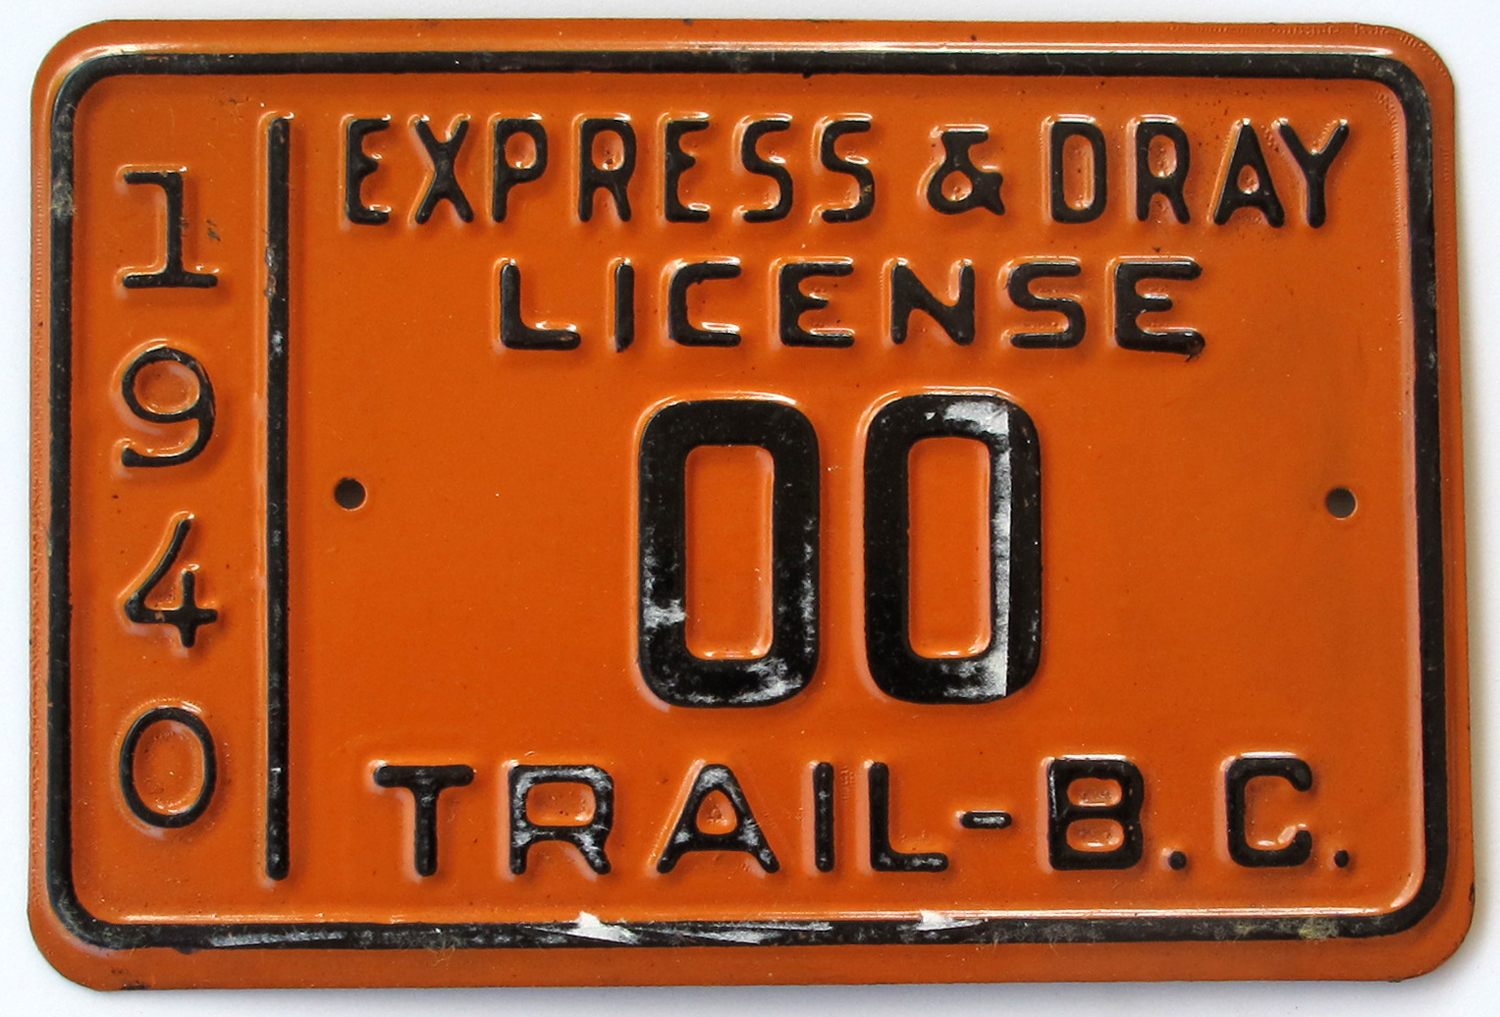 1940
EXPRESS & DRAY
LICENSE
00
TRAIL-B.C.